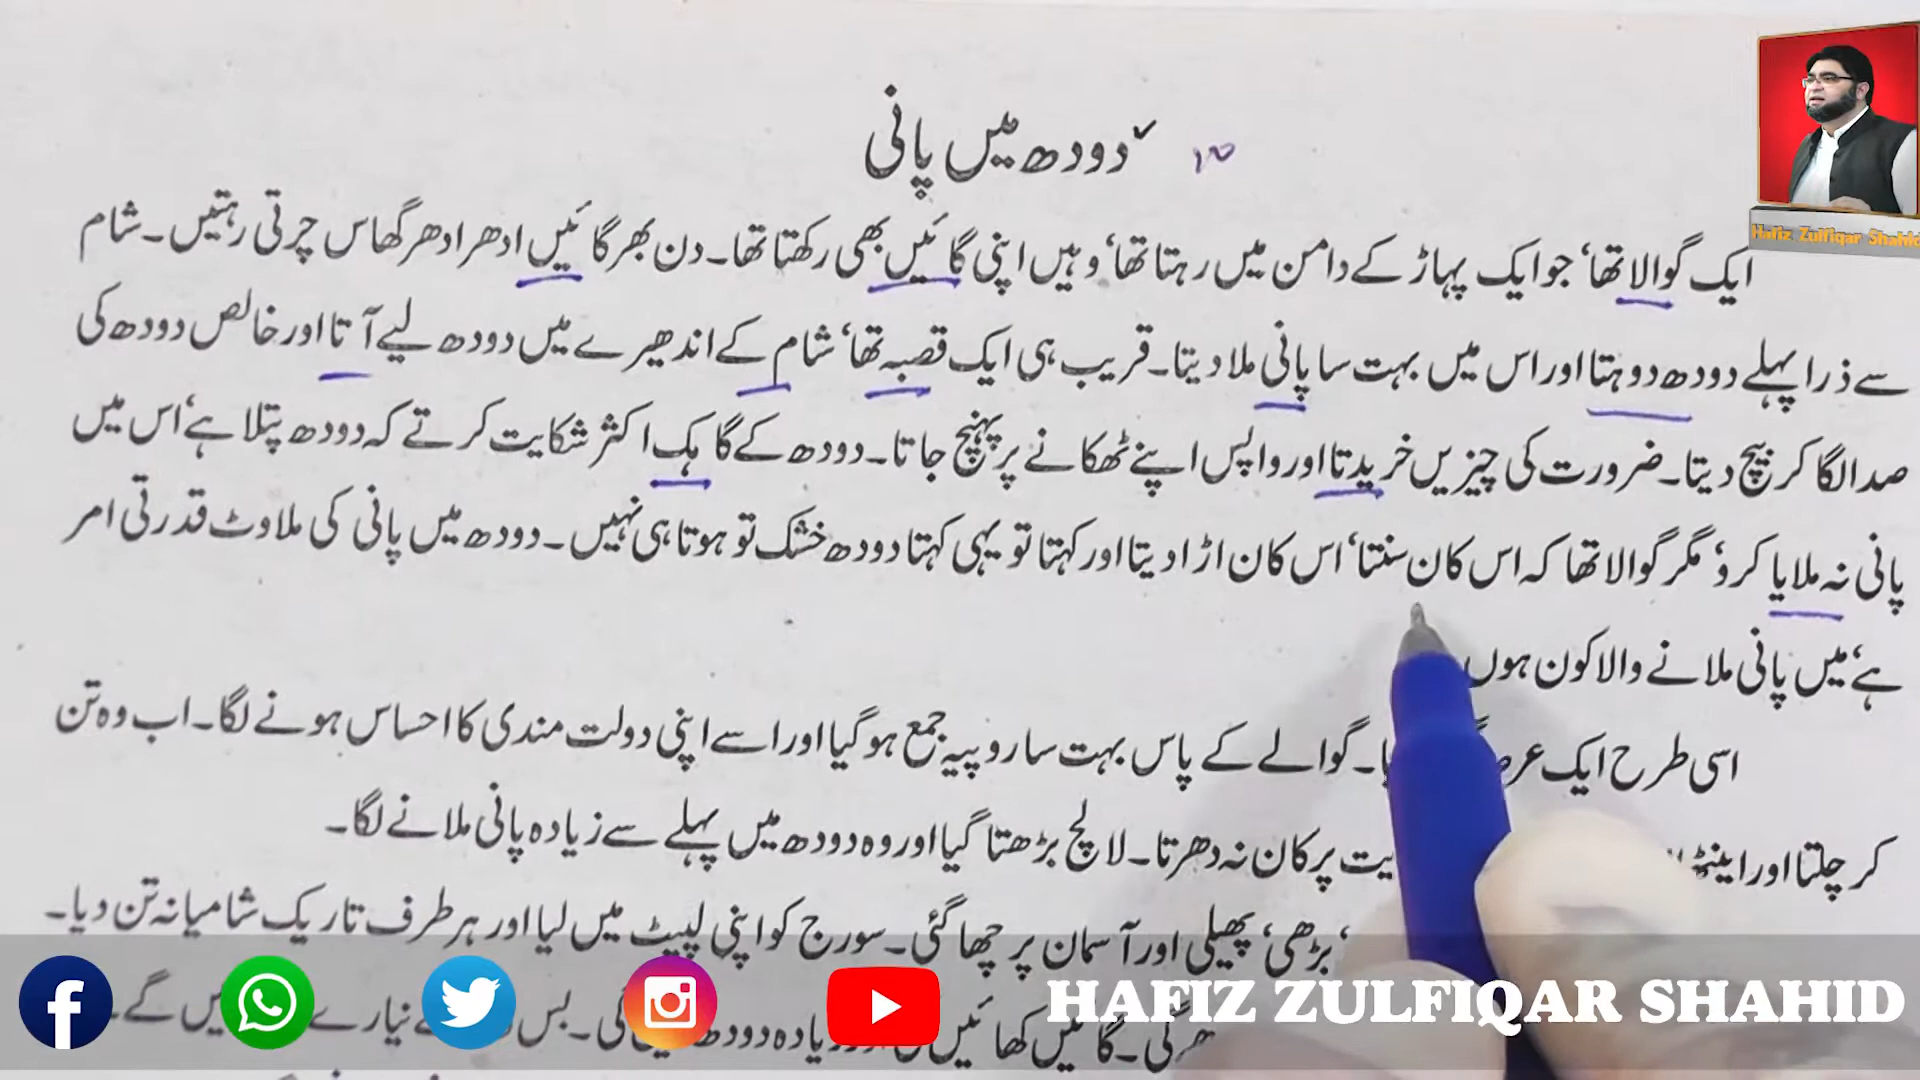 دودھ میں پانی
ایک گوالا تھا‘ جو ایک پہاڑ کے دامن میں رہتا تھا‘ وہیں اپنی گائیں بھی رکھتا تھا۔ دن بھر گائیں ادھر ادھر گھاس چرتی رہتیں۔ شام
سے ذرا پہلے دودھ دوہتا اور اس میں بہت سا پانی ملا دیتا۔ قریب ہی ایک قصبہ تھا‘ شام کے اندھیرے میں دودھ لیے آتا اور خالص دودھ کی
صدا لگا کر بیچ دیتا۔ ضرورت کی چیزیں خریدتا اور واپس اپنے ٹھکانے پر پہنچ جاتا۔ دودھ کے گاہک اکثر شکایت کرتے کہ دودھ پتلا ہے‘ اس میں
پانی نہ ملایا کرو‘ مگر گوالا تھا کہ اس کان سنتا‘ اس کان اڑا دیتا اور کہتا تو یہی کہتا دودھ خشک تو ہوتا ہی نہیں۔ دودھ میں پانی کی ملاوٹ قدرتی امر
ہے‘ میں پانی ملانے والا کون ہوں
اسی طرح ایک گوالے کے پاس بہت سا روپیہ جمع ہو گیا اور اسے اپنی دولت مندی کا احساس ہونے لگا۔ اب وہ تن
کر چلتا اور پر کان نہ دھرتا۔ لالچ بڑھتا گیا اور وہ دودھ میں پہلے سے زیادہ پانی ملانے لگا۔
‘ بڑھی‘ پھیلی اور آسمان پر چھا گئی۔ سورج کو اپنی لپیٹ میں لیا اور ہر طرف تاریک شامیانہ تن دیا۔
گی۔ گائیں کھائیں دودھ گی۔ بس نیارے گے۔
Hafiz Zulfiqar Shahid
HAFIZ ZULFIQAR SHAHID